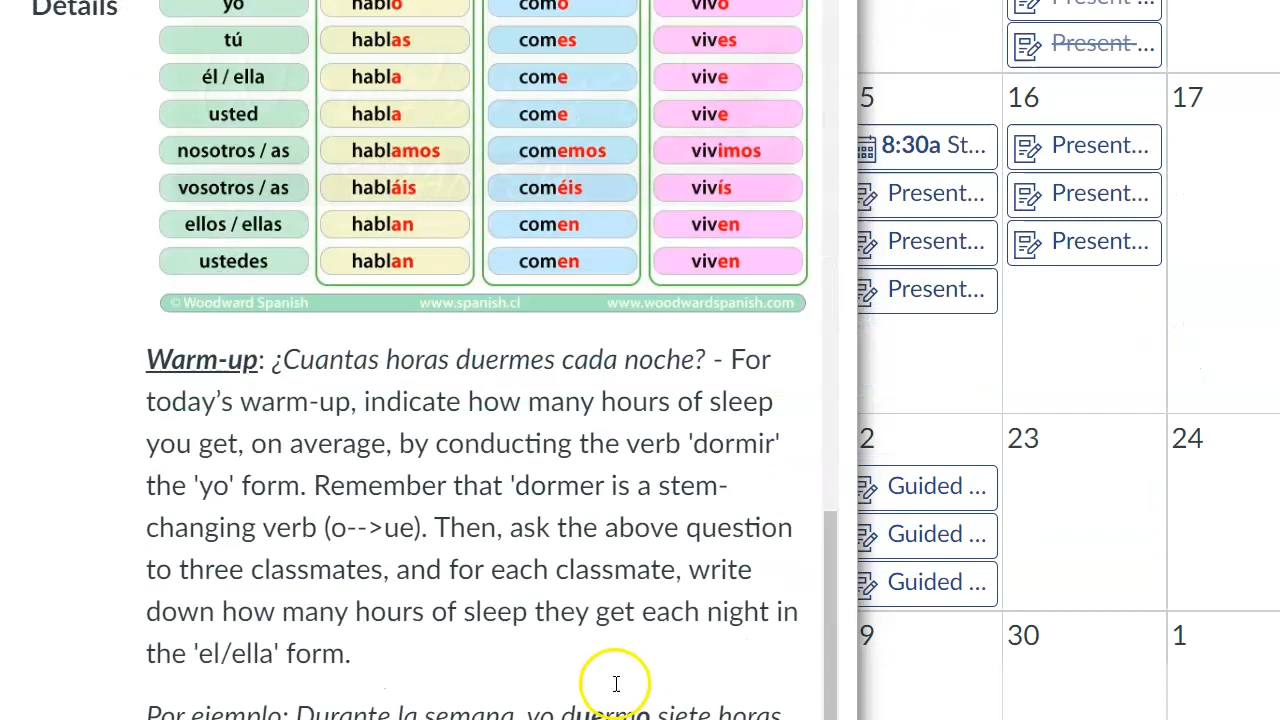 Details
yo hablo como vivo
tú hablas comes vives
él / ella habla come vive
usted habla come vive
nosotros / as hablamos comemos vivimos
vosotros / as habláis coméis vivís
ellos / ellas hablan comen viven
ustedes hablan comen viven
© Woodward Spanish www.spanish.cl www.woodwardspanish.com
Warm-up: ¿Cuantas horas duermes cada noche? - For
today’s warm-up, indicate how many hours of sleep
you get, on average, by conducting the verb 'dormir'
the 'yo' form. Remember that 'dormer is a stem-
changing verb (o-->ue). Then, ask the above question
to three classmates, and for each classmate, write
down how many hours of sleep they get each night in
the 'el/ella' form.
Por ejemplo: Durante la semana, yo duermo siete horas
Present ...
Present ...
5 16 17
8:30a St... Present...
Present... Present...
Present... Present...
Present...
2 23 24
Guided ...
Guided ...
Guided ...
9 30 1